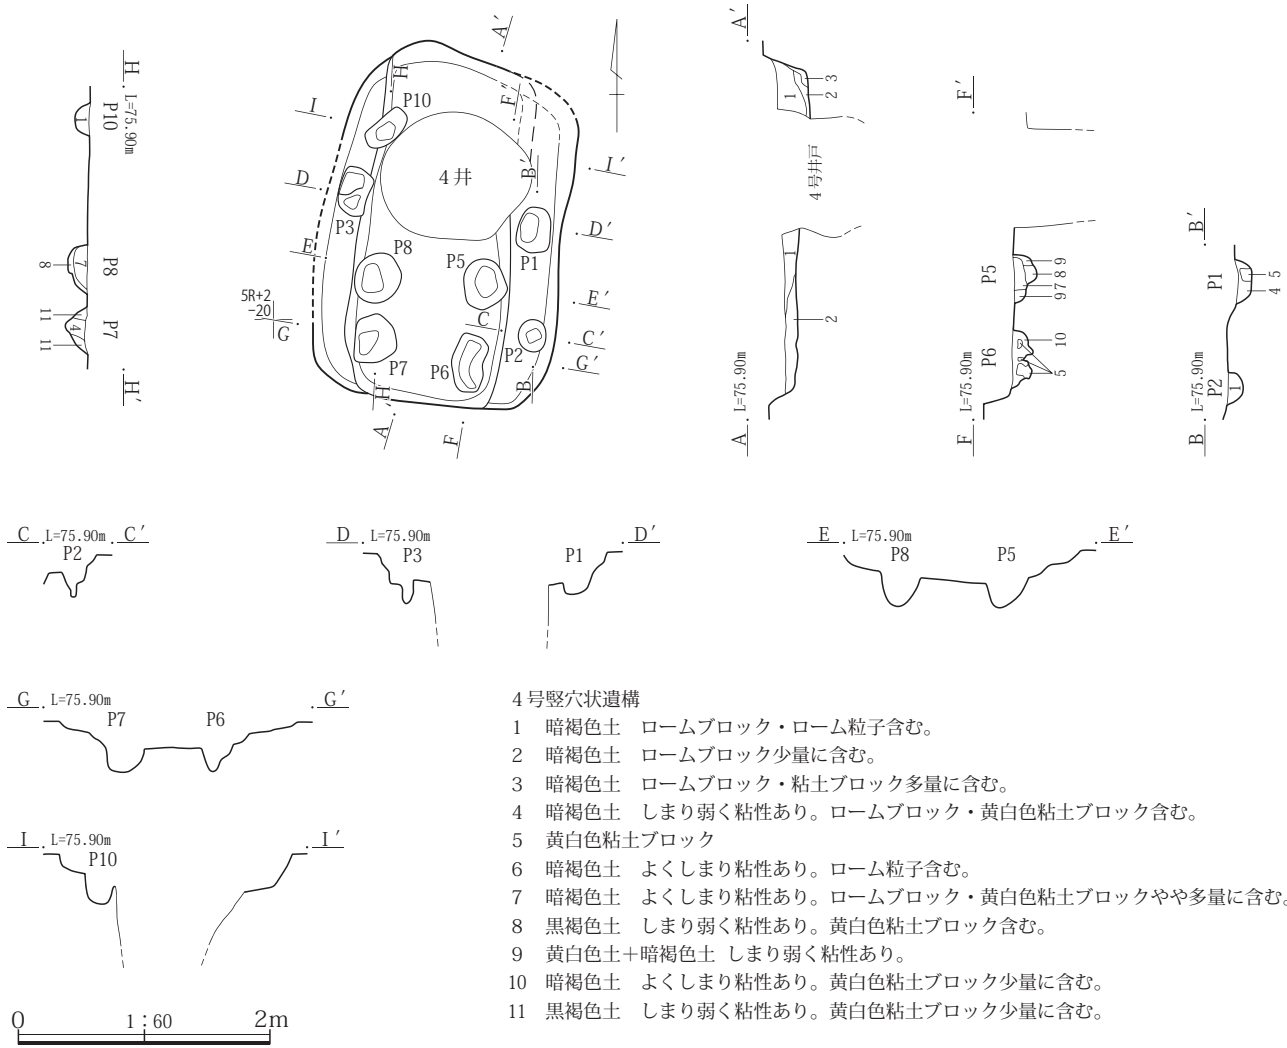 H
L=75.90m
P10
1
8
7
P8
11
4
P7
11
H′
A′
H
F′
P10
I
I′
4井
B′
D
D′
P3
P1
E
P8
P5
E′
5R+2
-20
G
C
C′
G′
P2
P7
P6
H′
B
A
F
A′
3
2
1
4号井戸
1
2
L=75.90m
A
F′
P5
9
8
7
9
P6
10
5
L=75.90m
F
B′
P1
5
4
P2
1
L=75.90m
B
C L=75.90m C′
P2
D L=75.90m D′
P3 P1
E L=75.90m E′
P8 P5
G L=75.90m G′
P7 P6
I L=75.90m I′
P10
4号竪穴状遺構
1 暗褐色土 ロームブロック・ローム粒子含む。
2 暗褐色土 ロームブロック少量に含む。
3 暗褐色土 ロームブロック・粘土ブロック多量に含む。
4 暗褐色土 しまり弱く粘性あり。ロームブロック・黄白色粘土ブロック含む。
5 黄白色粘土ブロック
6 暗褐色土 よくしまり粘性あり。ローム粒子含む。
7 暗褐色土 よくしまり粘性あり。ロームブロック・黄白色粘土ブロックやや多量に含む。
8 黒褐色土 しまり弱く粘性あり。黄白色粘土ブロック含む。
9 黄白色土＋暗褐色土 しまり弱く粘性あり。
10 暗褐色土 よくしまり粘性あり。黄白色粘土ブロック少量に含む。
11 黒褐色土 しまり弱く粘性あり。黄白色粘土ブロック少量に含む。
0 1：60 2m